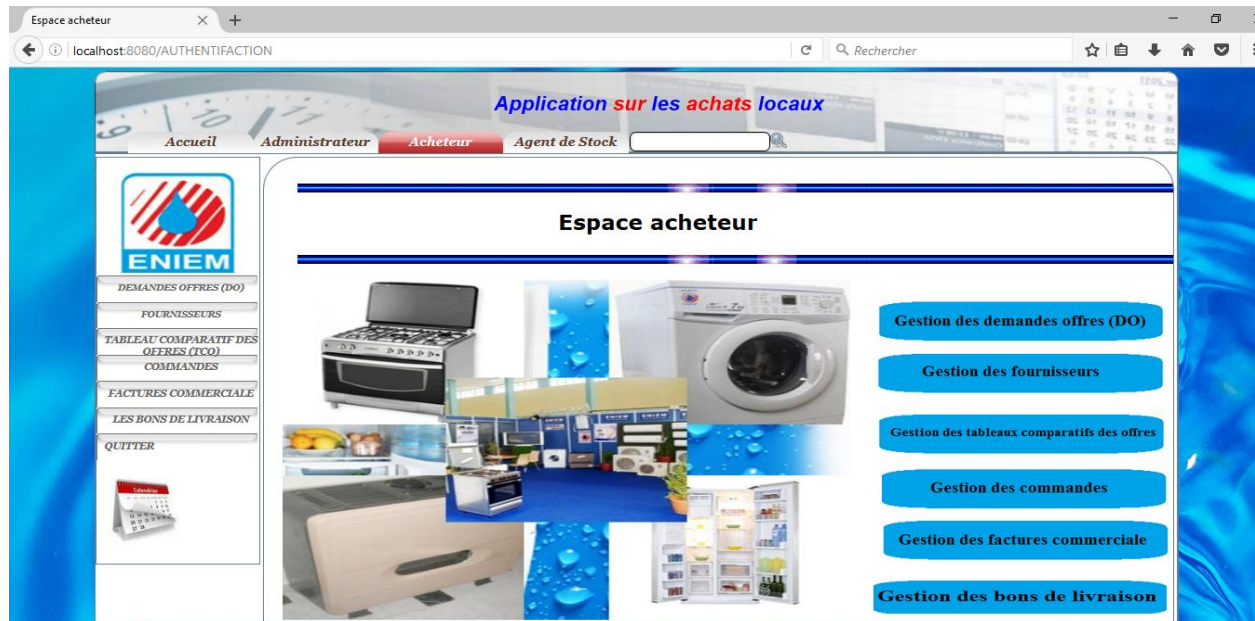 Espace acheteur
localhost:8080/AUTHENTIFACTION
Rechercher
Application sur les achats locaux
Accueil
Administrateur
Acheteur
Agent de Stock
ENIEM
DEMANDES OFFRES (DO)
FOURNISSEURS
TABLEAU COMPARATIF DES
OFFRES (TCO)
COMMANDES
FACTURES COMMERCIALE
LES BONS DE LIVRAISON
QUITTER
Calendrier
Espace acheteur
ENIEM
Gestion des demandes offres (DO)
Gestion des fournisseurs
Gestion des tableaux comparatifs des offres
Gestion des commandes
Gestion des factures commerciale
Gestion des bons de livraison